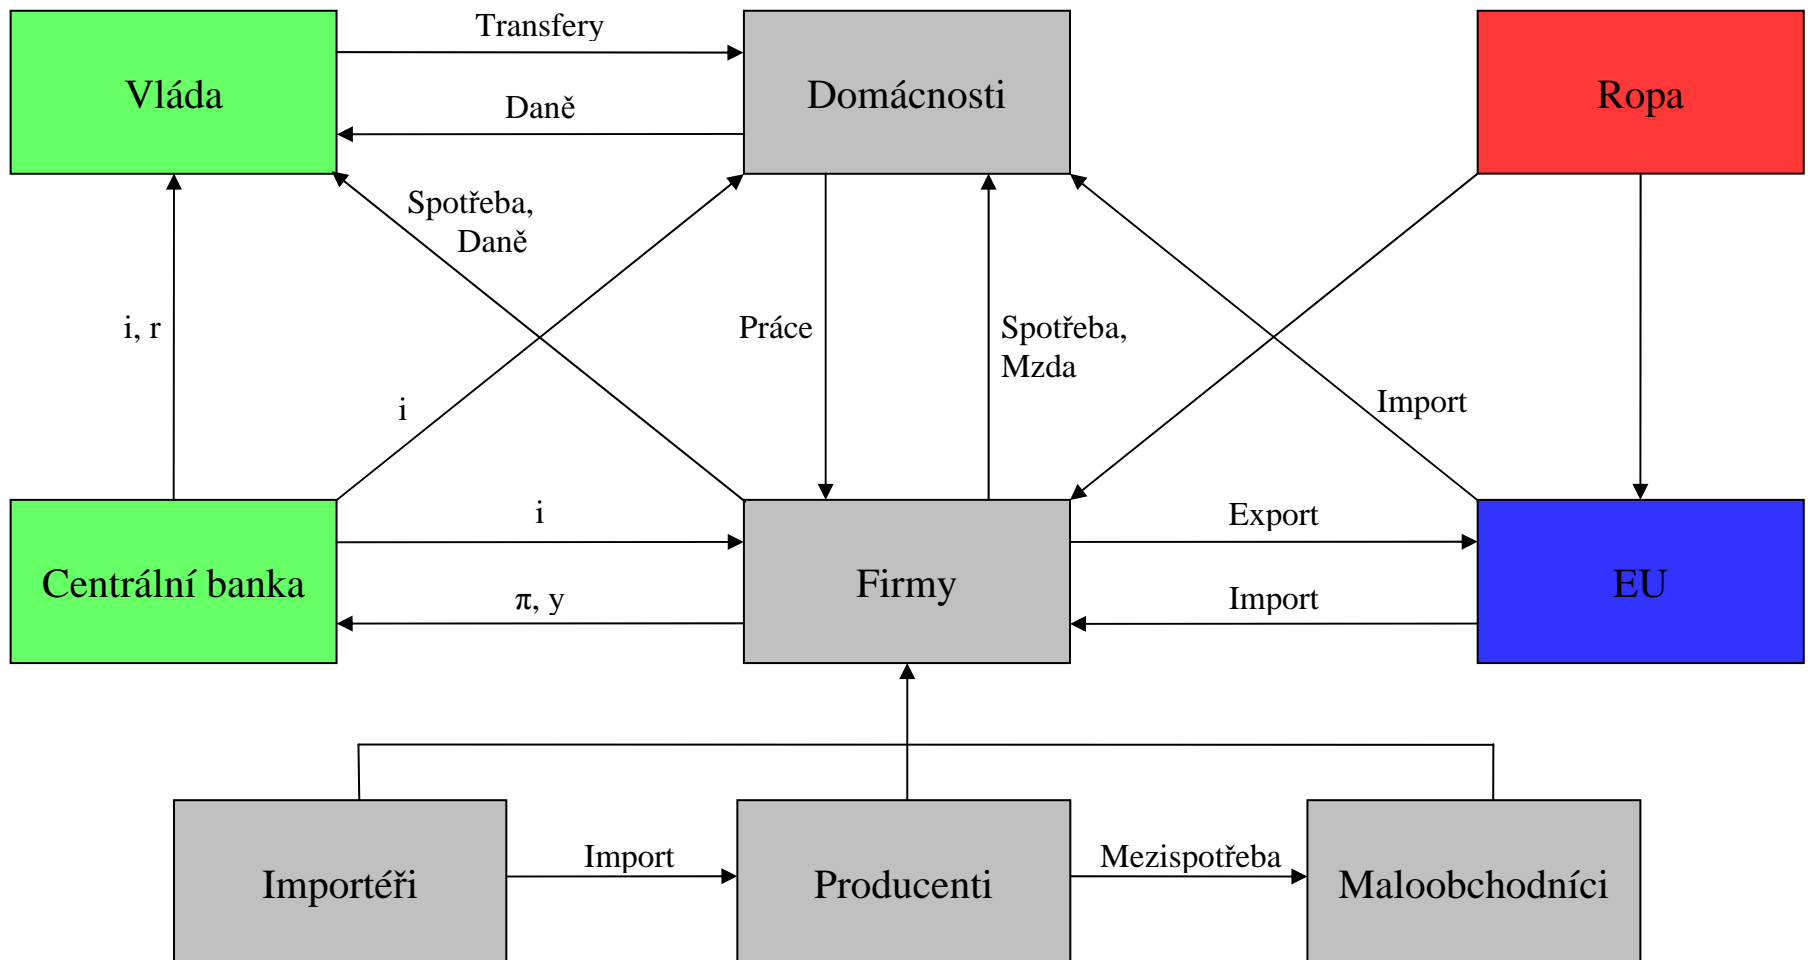 Transfery
Vláda
Domácnosti
Ropa
Daně
Spotřeba,
Daně
i, r
Práce
Spotřeba,
Mzda
i
Import
i
Export
Centrální banka
Firmy
EU
π, y
Import
Import
Mezispotřeba
Importéři
Producenti
Maloobchodníci